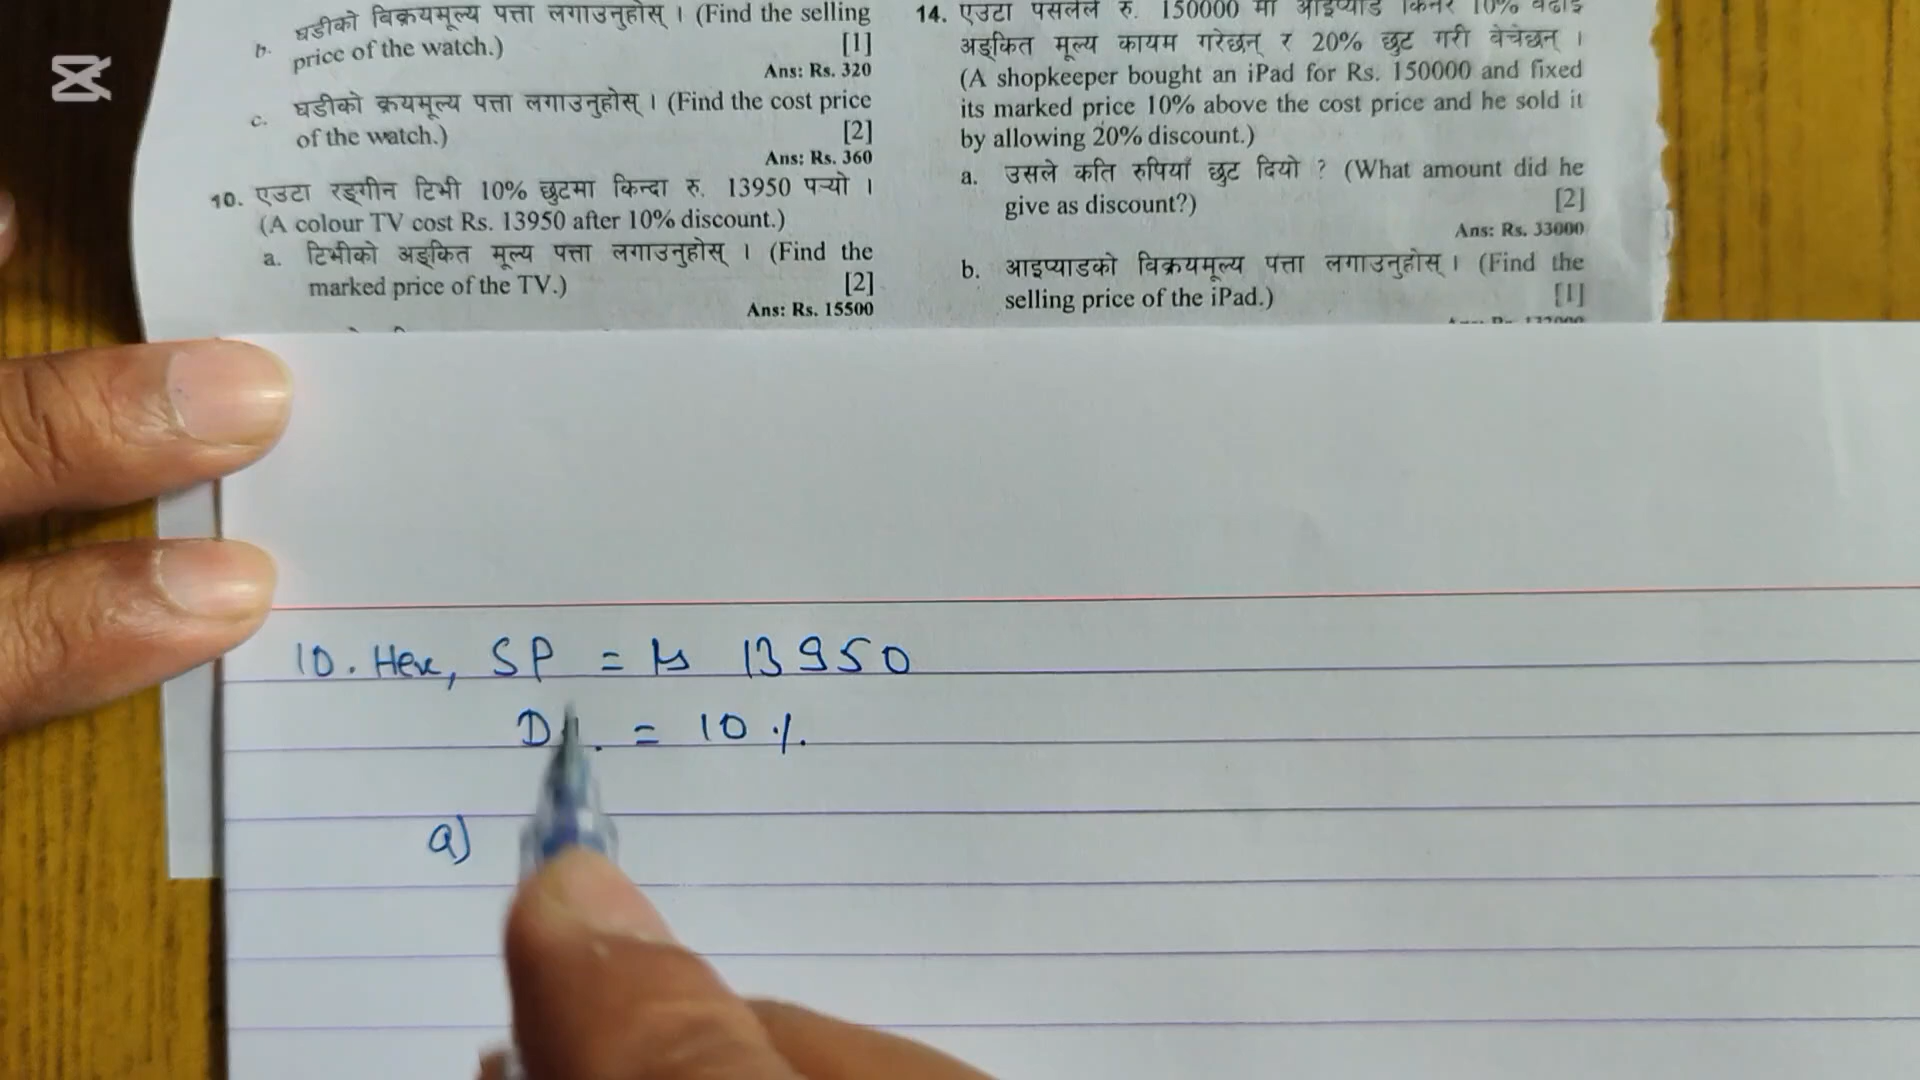 b. घडीको विक्रयमूल्य पत्ता लगाउनुहोस् । (Find the selling
price of the watch.) [1]
Ans: Rs. 320
c. घडीको क्रयमूल्य पत्ता लगाउनुहोस् । (Find the cost price
of the watch.) [2]
Ans: Rs. 360
10. एउटा रङ्गीन टिभी 10% छुटमा किन्दा रु. 13950 पर्‍यो ।
(A colour TV cost Rs. 13950 after 10% discount.)
a. टिभीको अङ्कित मूल्य पत्ता लगाउनुहोस् । (Find the
marked price of the TV.) [2]
Ans: Rs. 15500
14. एउटा पसलेले रु. 150000 मा आइप्याड किनेर 10% बढाई
अङ्कित मूल्य कायम गरेछन् र 20% छुट गरी बेचेछन् ।
(A shopkeeper bought an iPad for Rs. 150000 and fixed
its marked price 10% above the cost price and he sold it
by allowing 20% discount.)
a. उसले कति रुपियाँ छुट दियो ? (What amount did he
give as discount?) [2]
Ans: Rs. 33000
b. आइप्याडको विक्रयमूल्य पत्ता लगाउनुहोस् । (Find the
selling price of the iPad.) [1]
10. Here, SP = Rs 13950
D%. = 10 %.
a)